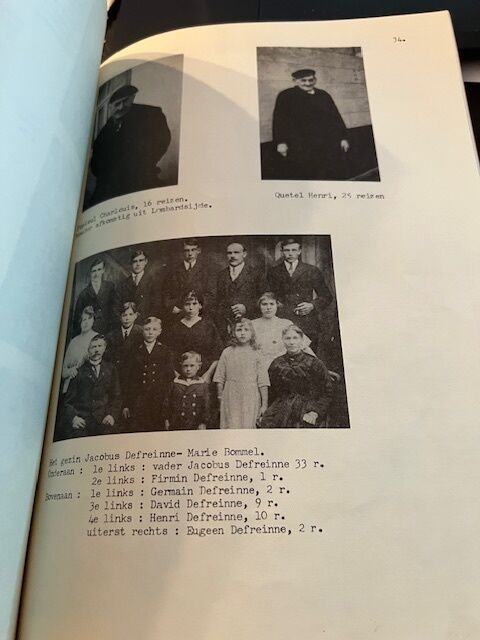 34.
Charlouis, 16 reizen.
afkomstig uit Lombardsijde.
Quetel Henri, 25 reizen
Het gezin Jacobus Defreinne- Marie Bommel.
Onderaan : 1e links : vader Jacobus Defreinne 33 r.
2e links : Firmin Defreinne, 1 r.
Bovenaan : 1e links : Germain Defreinne, 2 r.
3e links : David Defreinne, 9 r.
4e links : Henri Defreinne, 10 r.
uiterst rechts : Eugeen Defreinne, 2 r.